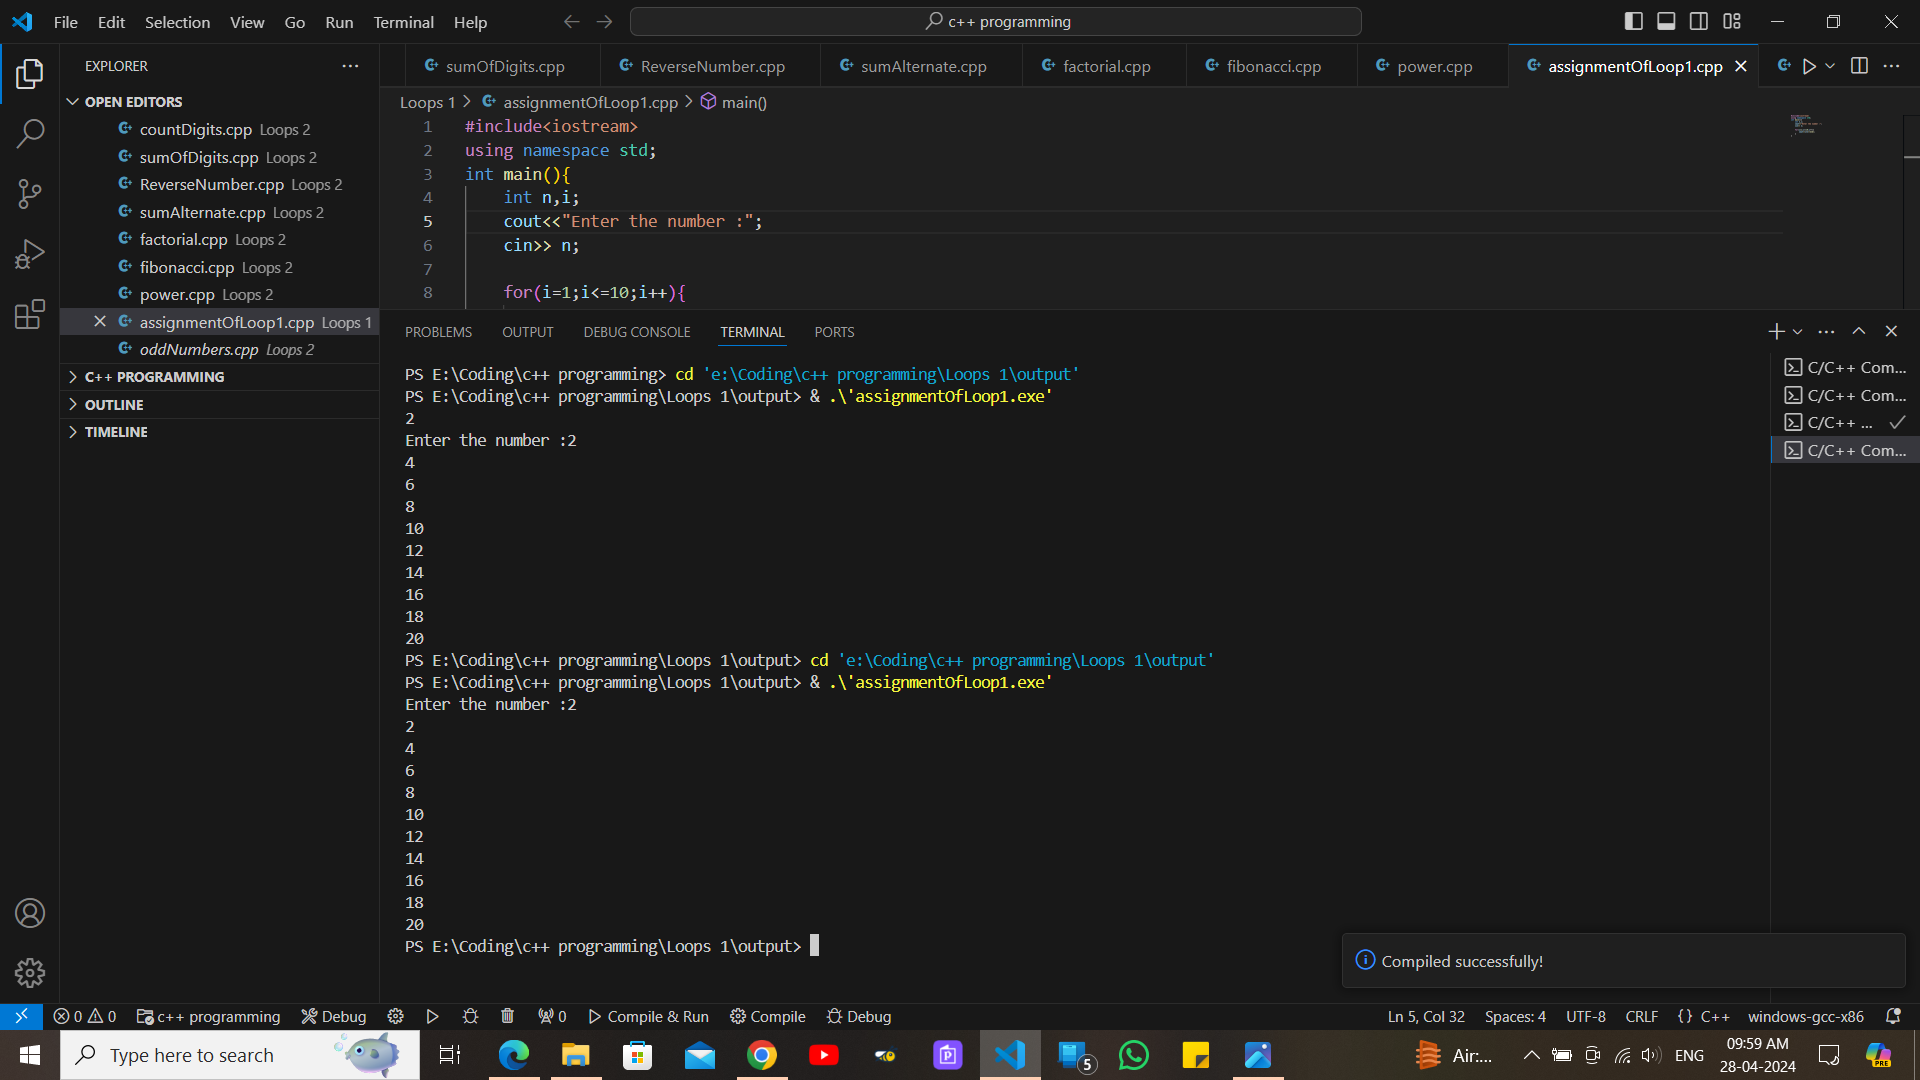 File Edit Selection View Go Run Terminal Help
c++ programming
EXPLORER
OPEN EDITORS
countDigits.cpp Loops 2
sumOfDigits.cpp Loops 2
ReverseNumber.cpp Loops 2
sumAlternate.cpp Loops 2
factorial.cpp Loops 2
fibonacci.cpp Loops 2
power.cpp Loops 2
assignmentOfLoop1.cpp Loops 1
oddNumbers.cpp Loops 2
C++ PROGRAMMING
OUTLINE
TIMELINE
sumOfDigits.cpp ReverseNumber.cpp sumAlternate.cpp factorial.cpp fibonacci.cpp power.cpp assignmentOfLoop1.cpp
Loops 1 > assignmentOfLoop1.cpp > main()
1 #include<iostream>
2 using namespace std;
3 int main(){
4 int n,i;
5 cout<<"Enter the number :";
6 cin>> n;
7
8 for(i=1;i<=10;i++){
PROBLEMS OUTPUT DEBUG CONSOLE TERMINAL PORTS
PS E:\Coding\c++ programming> cd 'e:\Coding\c++ programming\Loops 1\output'
PS E:\Coding\c++ programming\Loops 1\output> & .\'assignmentOfLoop1.exe'
2
Enter the number :2
4
6
8
10
12
14
16
18
20
PS E:\Coding\c++ programming\Loops 1\output> cd 'e:\Coding\c++ programming\Loops 1\output'
PS E:\Coding\c++ programming\Loops 1\output> & .\'assignmentOfLoop1.exe'
Enter the number :2
2
4
6
8
10
12
14
16
18
20
PS E:\Coding\c++ programming\Loops 1\output>
C/C++ Com...
C/C++ Com...
C/C++ ...
C/C++ Com...
Compiled successfully!
0 0 c++ programming Debug 0 Compile & Run Compile Debug
Ln 5, Col 32 Spaces: 4 UTF-8 CRLF {} C++ windows-gcc-x86
Type here to search
5
Air:...
ENG
09:59 AM
28-04-2024
PRE